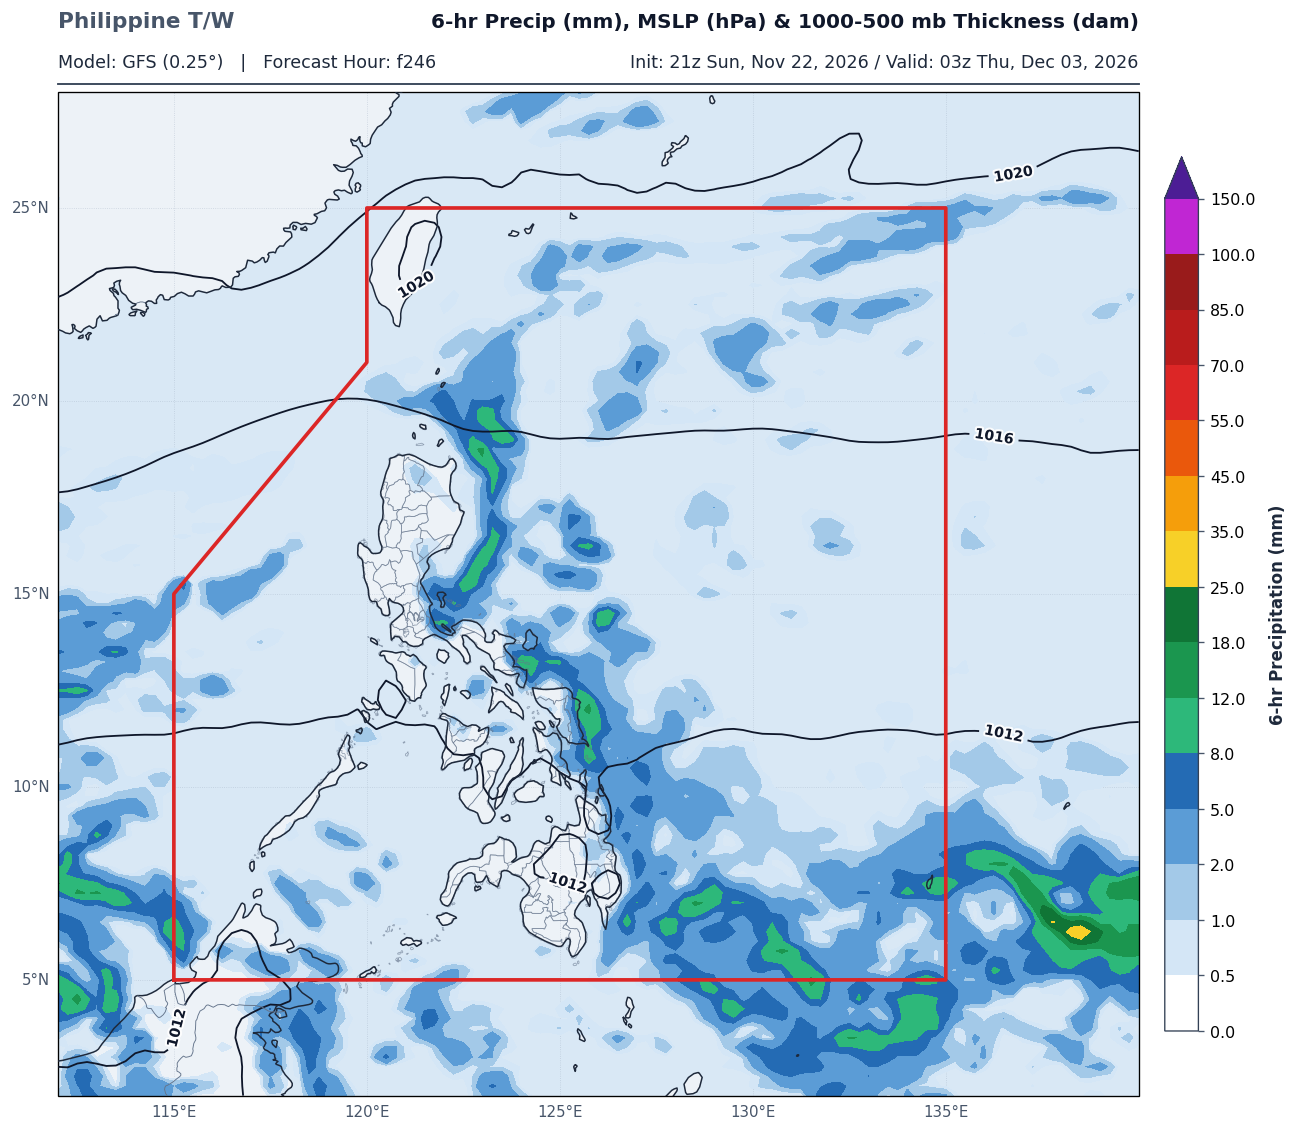 Philippine T/W
6-hr Precip (mm), MSLP (hPa) & 1000-500 mb Thickness (dam)
Model: GFS (0.25°) | Forecast Hour: f246
Init: 21z Sun, Nov 22, 2026 / Valid: 03z Thu, Dec 03, 2026
1020
1020
1016
1012
1012
1012
25°N
20°N
15°N
10°N
5°N
115°E
120°E
125°E
130°E
135°E
150.0
100.0
85.0
70.0
55.0
45.0
35.0
25.0
18.0
12.0
8.0
5.0
2.0
1.0
0.5
0.0
6-hr Precipitation (mm)